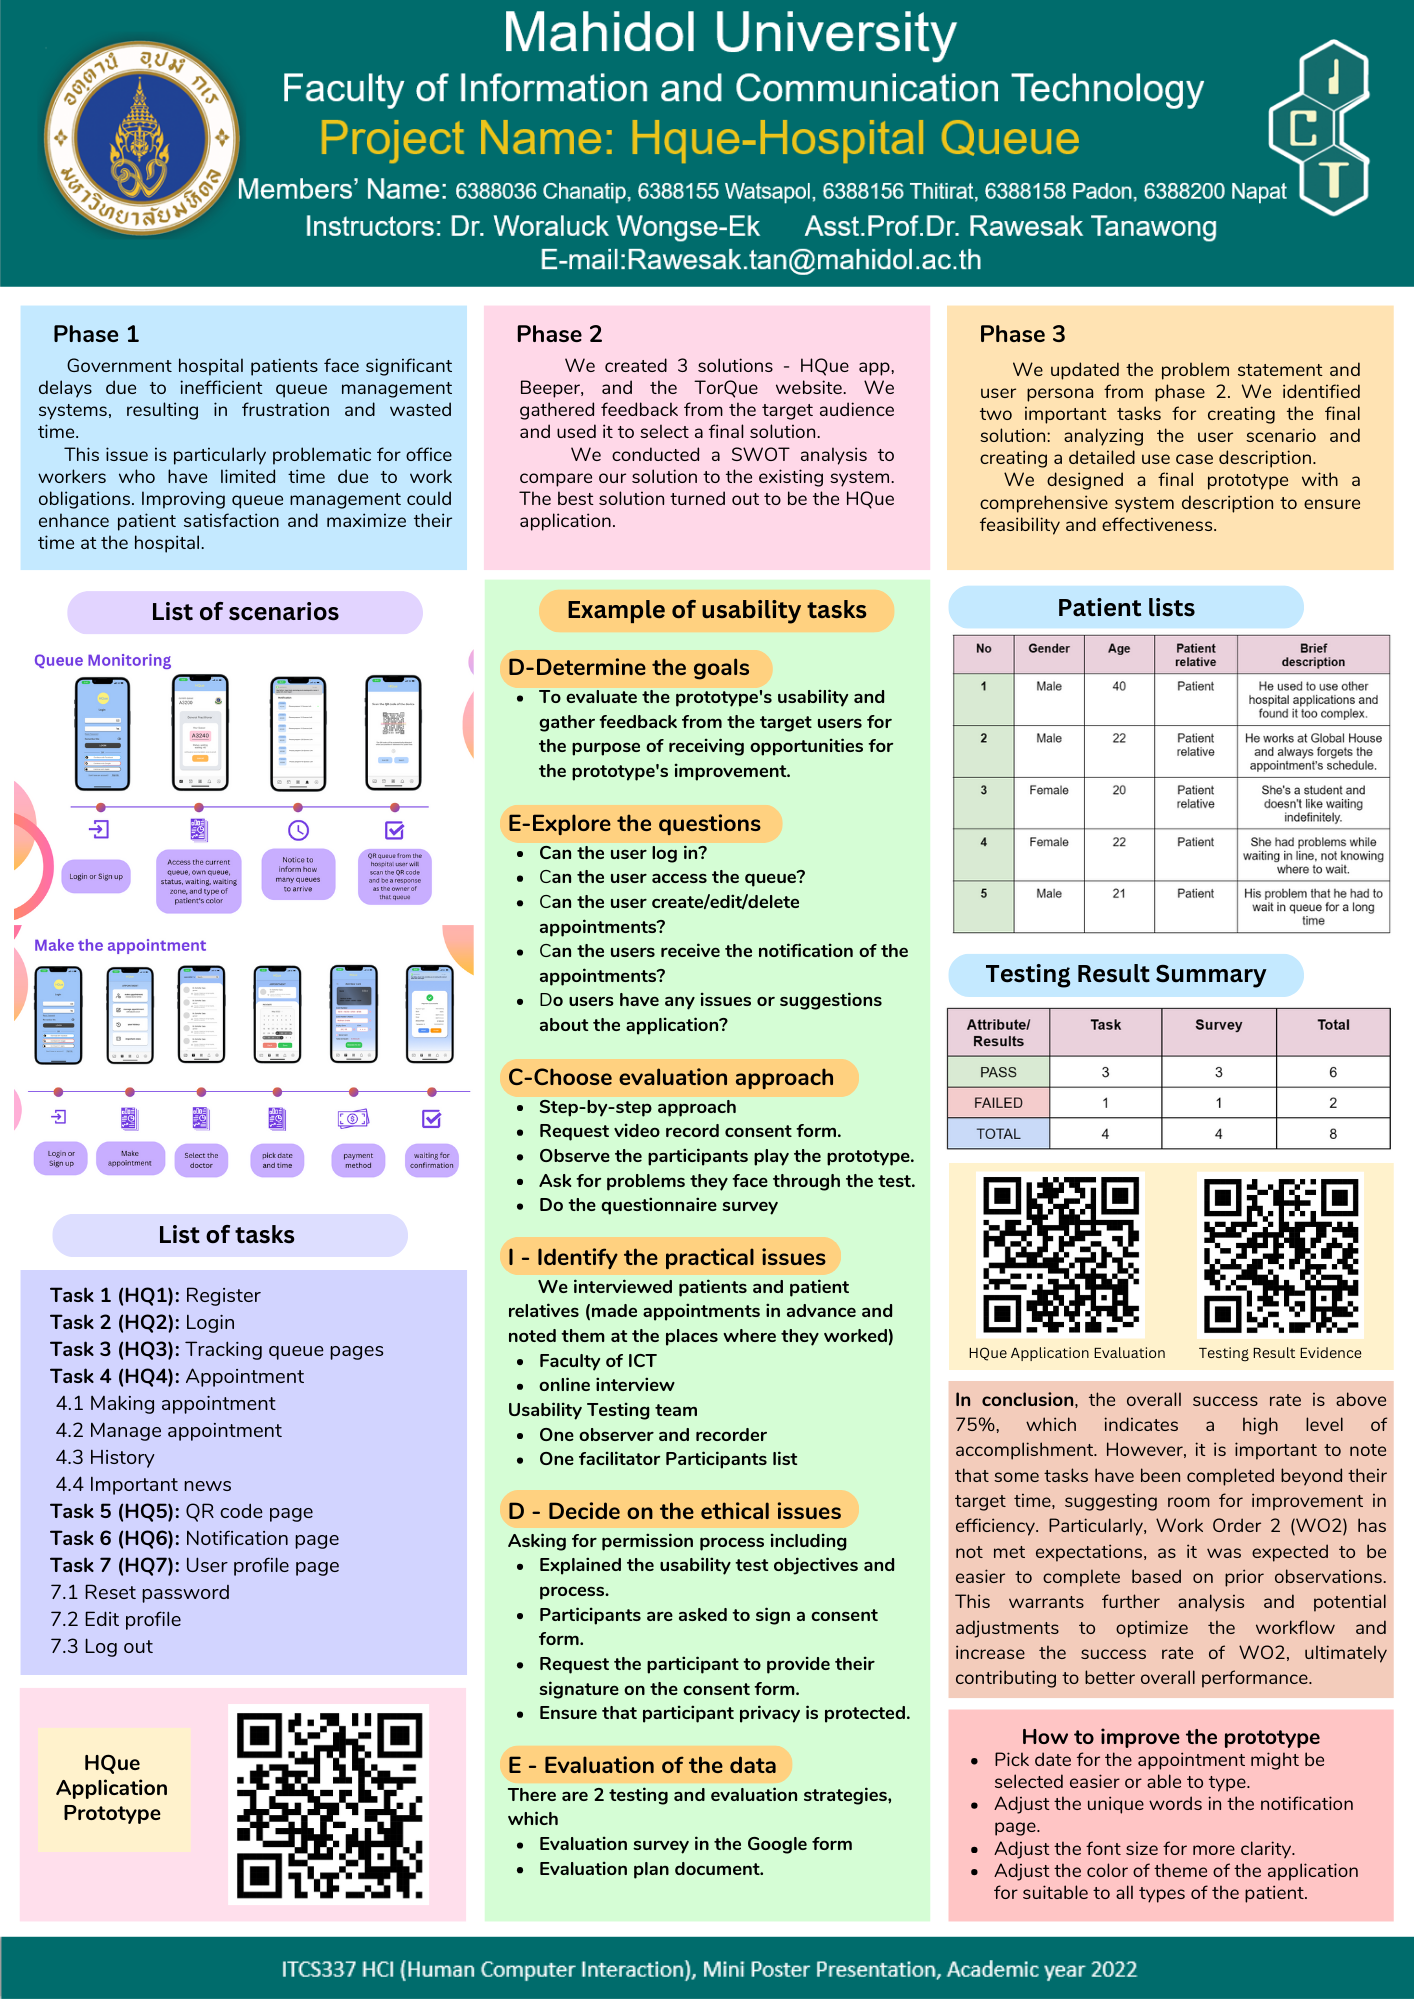 Mahidol University
Faculty of Information and Communication Technology
Project Name: Hque-Hospital Queue
Members' Name: 6388036 Chanatip, 6388155 Watsapol, 6388156 Thitirat, 6388158 Padon, 6388200 Napat
Instructors: Dr. Woraluck Wongse-Ek Asst.Prof.Dr. Rawesak Tanawong
E-mail:Rawesak.tan@mahidol.ac.th
อตฺตานํ อุปมํ กเร
มหาวิทยาลัยมหิดล
I
C
T
Phase 1
Government hospital patients face significant
delays due to inefficient queue management
systems, resulting in frustration and wasted
time.
This issue is particularly problematic for office
workers who have limited time due to work
obligations. Improving queue management could
enhance patient satisfaction and maximize their
time at the hospital.
Phase 2
We created 3 solutions - HQue app,
Beeper, and the TorQue website. We
gathered feedback from the target audience
and used it to select a final solution.
We conducted a SWOT analysis to
compare our solution to the existing system.
The best solution turned out to be the HQue
application.
Phase 3
We updated the problem statement and
user persona from phase 2. We identified
two important tasks for creating the final
solution: analyzing the user scenario and
creating a detailed use case description.
We designed a final prototype with a
comprehensive system description to ensure
feasibility and effectiveness.
List of scenarios
Queue Monitoring
A3200
A3240
Login or Sign up
Access the current
queue, own queue,
status, waiting, waiting
zone, and type of
patient's color
Notice to
Inform how
many queues
to arrive
QR queue from the
hospital user will
scan the QR code
and be a response
as the owner of
that queue
Make the appointment
Login or
Sign up
Make
appointment
Select the
doctor
pick date
and time
payment
method
waiting for
confirmation
List of tasks
Task 1 (HQ1): Register
Task 2 (HQ2): Login
Task 3 (HQ3): Tracking queue pages
Task 4 (HQ4): Appointment
4.1 Making appointment
4.2 Manage appointment
4.3 History
4.4 Important news
Task 5 (HQ5): QR code page
Task 6 (HQ6): Notification page
Task 7 (HQ7): User profile page
7.1 Reset password
7.2 Edit profile
7.3 Log out
HQue
Application
Prototype
Example of usability tasks
D-Determine the goals
• To evaluate the prototype's usability and
gather feedback from the target users for
the purpose of receiving opportunities for
the prototype's improvement.
E-Explore the questions
• Can the user log in?
• Can the user access the queue?
• Can the user create/edit/delete
appointments?
• Can the users receive the notification of the
appointments?
• Do users have any issues or suggestions
about the application?
C-Choose evaluation approach
• Step-by-step approach
• Request video record consent form.
• Observe the participants play the prototype.
• Ask for problems they face through the test.
• Do the questionnaire survey
I - Identify the practical issues
We interviewed patients and patient
relatives (made appointments in advance and
noted them at the places where they worked)
• Faculty of ICT
• online interview
Usability Testing team
• One observer and recorder
• One facilitator Participants list
D - Decide on the ethical issues
Asking for permission process including
• Explained the usability test objectives and
process.
• Participants are asked to sign a consent
form.
• Request the participant to provide their
signature on the consent form.
• Ensure that participant privacy is protected.
E - Evaluation of the data
There are 2 testing and evaluation strategies,
which
• Evaluation survey in the Google form
• Evaluation plan document.
Patient lists
No Gender Age Patient relative Brief description
1 Male 40 Patient He used to use other
hospital applications and
found it too complex.
2 Male 22 Patient relative He works at Global House
and always forgets the
appointment's schedule.
3 Female 20 Patient relative She's a student and
doesn't like waiting
indefinitely.
4 Female 22 Patient She had problems while
waiting in line, not knowing
where to wait.
5 Male 21 Patient His problem that he had to
wait in queue for a long
time
Testing Result Summary
Attribute/ Results Task Survey Total
PASS 3 3 6
FAILED 1 1 2
TOTAL 4 4 8
HQue Application Evaluation Testing Result Evidence
In conclusion, the overall success rate is above
75%, which indicates a high level of
accomplishment. However, it is important to note
that some tasks have been completed beyond their
target time, suggesting room for improvement in
efficiency. Particularly, Work Order 2 (WO2) has
not met expectations, as it was expected to be
easier to complete based on prior observations.
This warrants further analysis and potential
adjustments to optimize the workflow and
increase the success rate of WO2, ultimately
contributing to better overall performance.
How to improve the prototype
• Pick date for the appointment might be
selected easier or able to type.
• Adjust the unique words in the notification
page.
• Adjust the font size for more clarity.
• Adjust the color of theme of the application
for suitable to all types of the patient.
ITCS337 HCI (Human Computer Interaction), Mini Poster Presentation, Academic year 2022